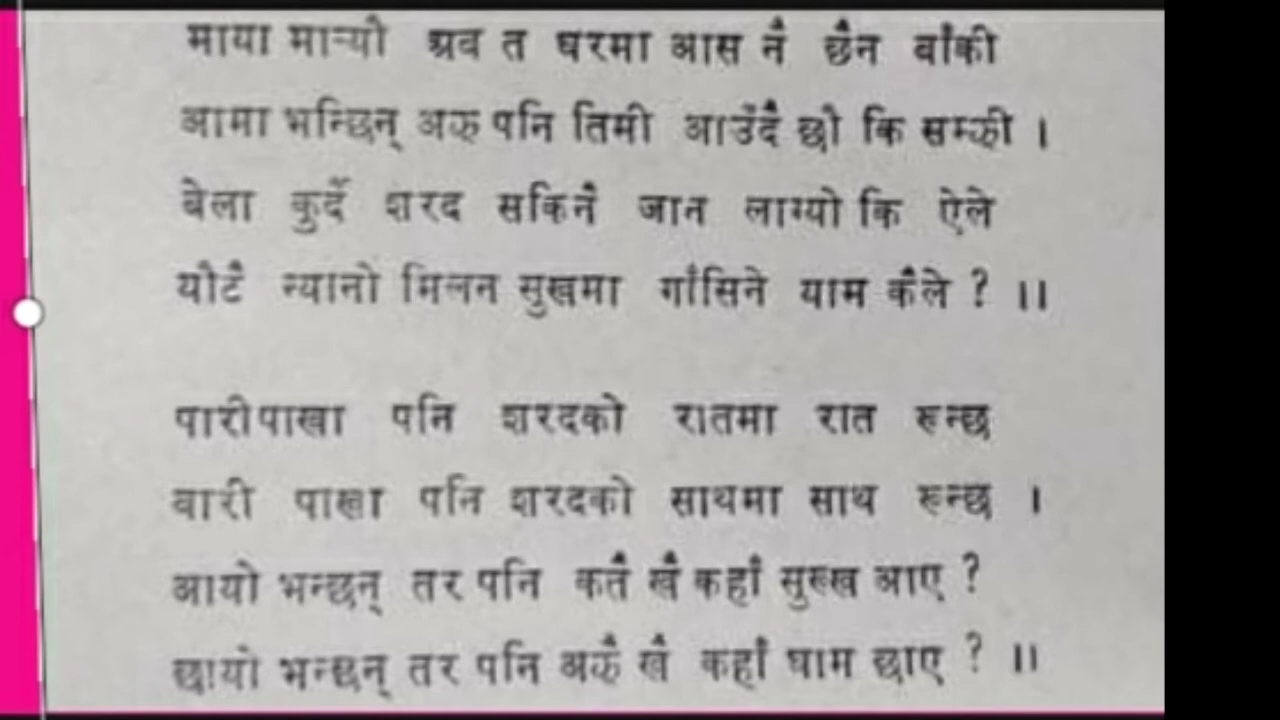 माया मार्‍यो अब त घरमा आस नै छैन बाँकी
आमा भन्छिन् अझ पनि तिमी आउँदै छौ कि सम्झी ।
बेला कुर्दै शरद सकिनै जान लाग्यो कि ऐले
यौटै न्यानो मिलन सुखमा गाँसिने याम कैले ? ।।
पारीपाखा पनि शरदको रातमा रात रुन्छ
वारी पाखा पनि शरदको साथमा साथ रुन्छ ।
आयो भन्छन् तर पनि कतै खै कहाँ सुख्ख आए ?
छायो भन्छन् तर पनि अझै खै कहाँ घाम छाए ? ।।